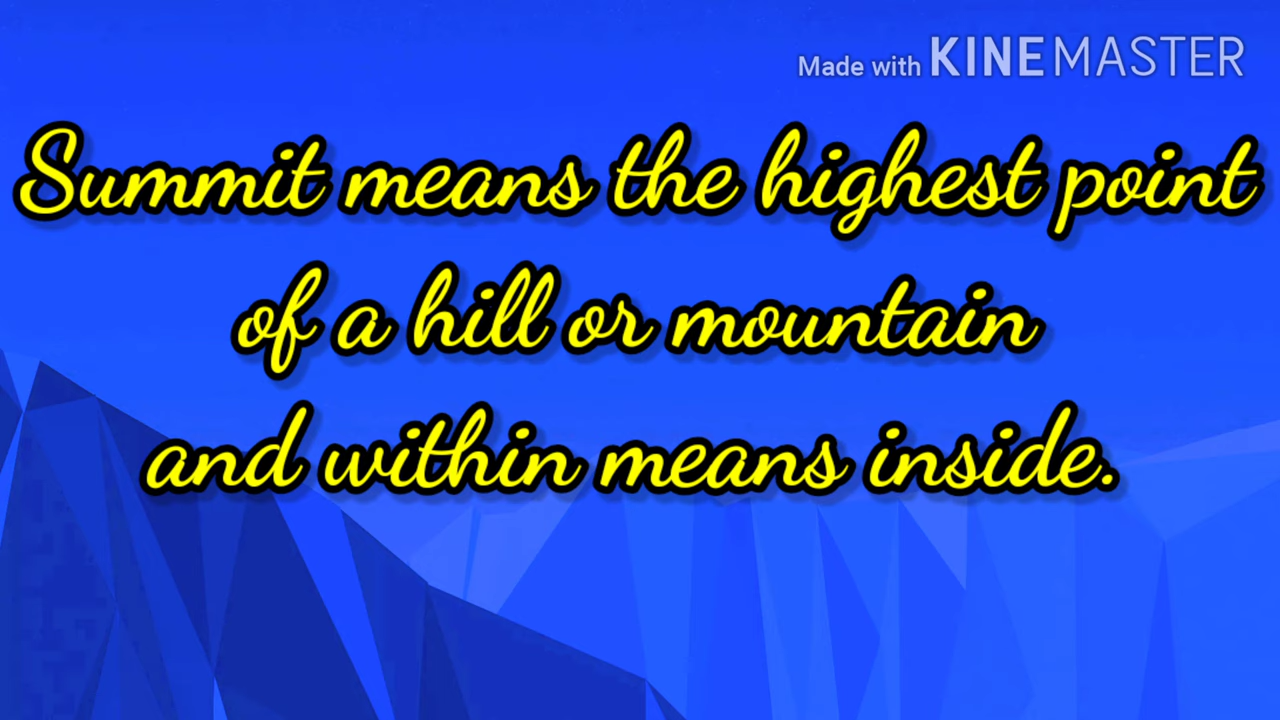 Made with KINEMASTER
Summit means the highest point
of a hill or mountain
and within means inside.